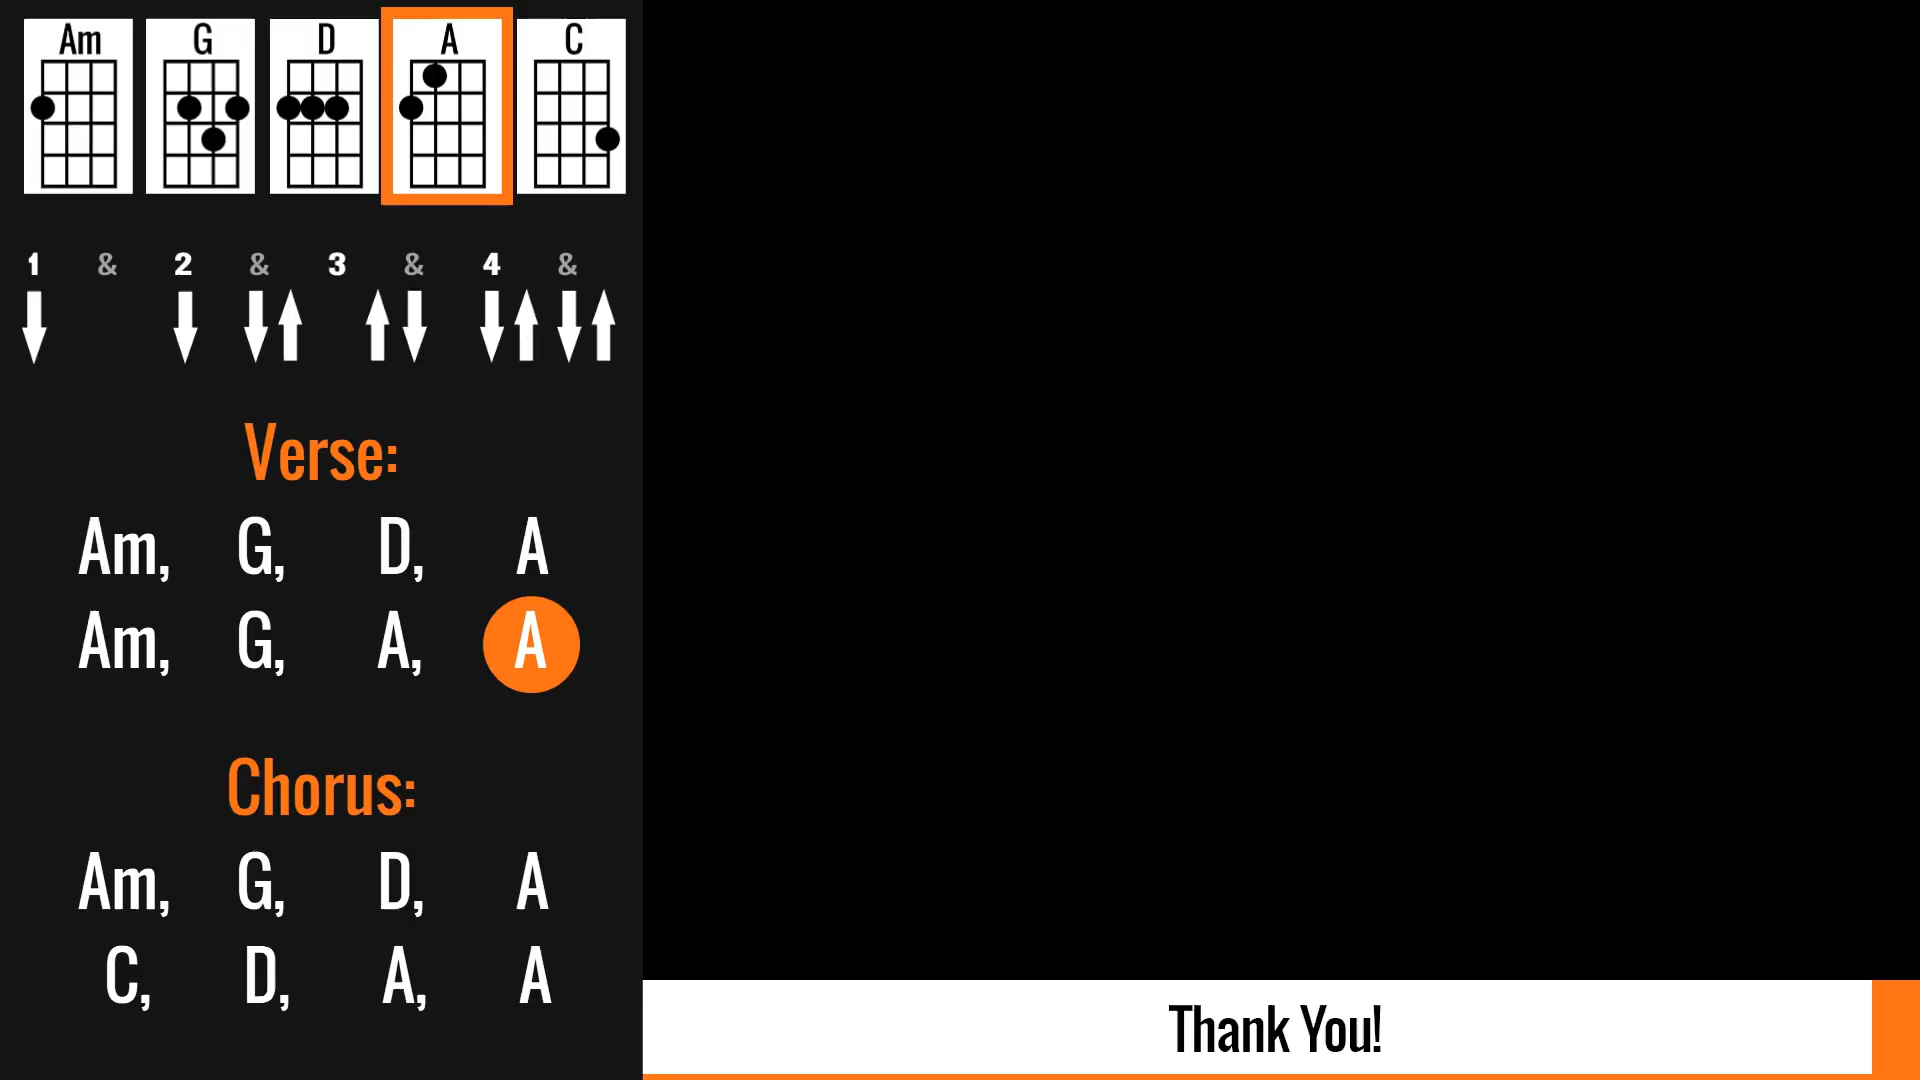 Am G D A C
1 & 2 & 3 & 4 &
Verse:
Am, G, D, A
Am, G, A, A
Chorus:
Am, G, D, A
C, D, A, A
Thank You!